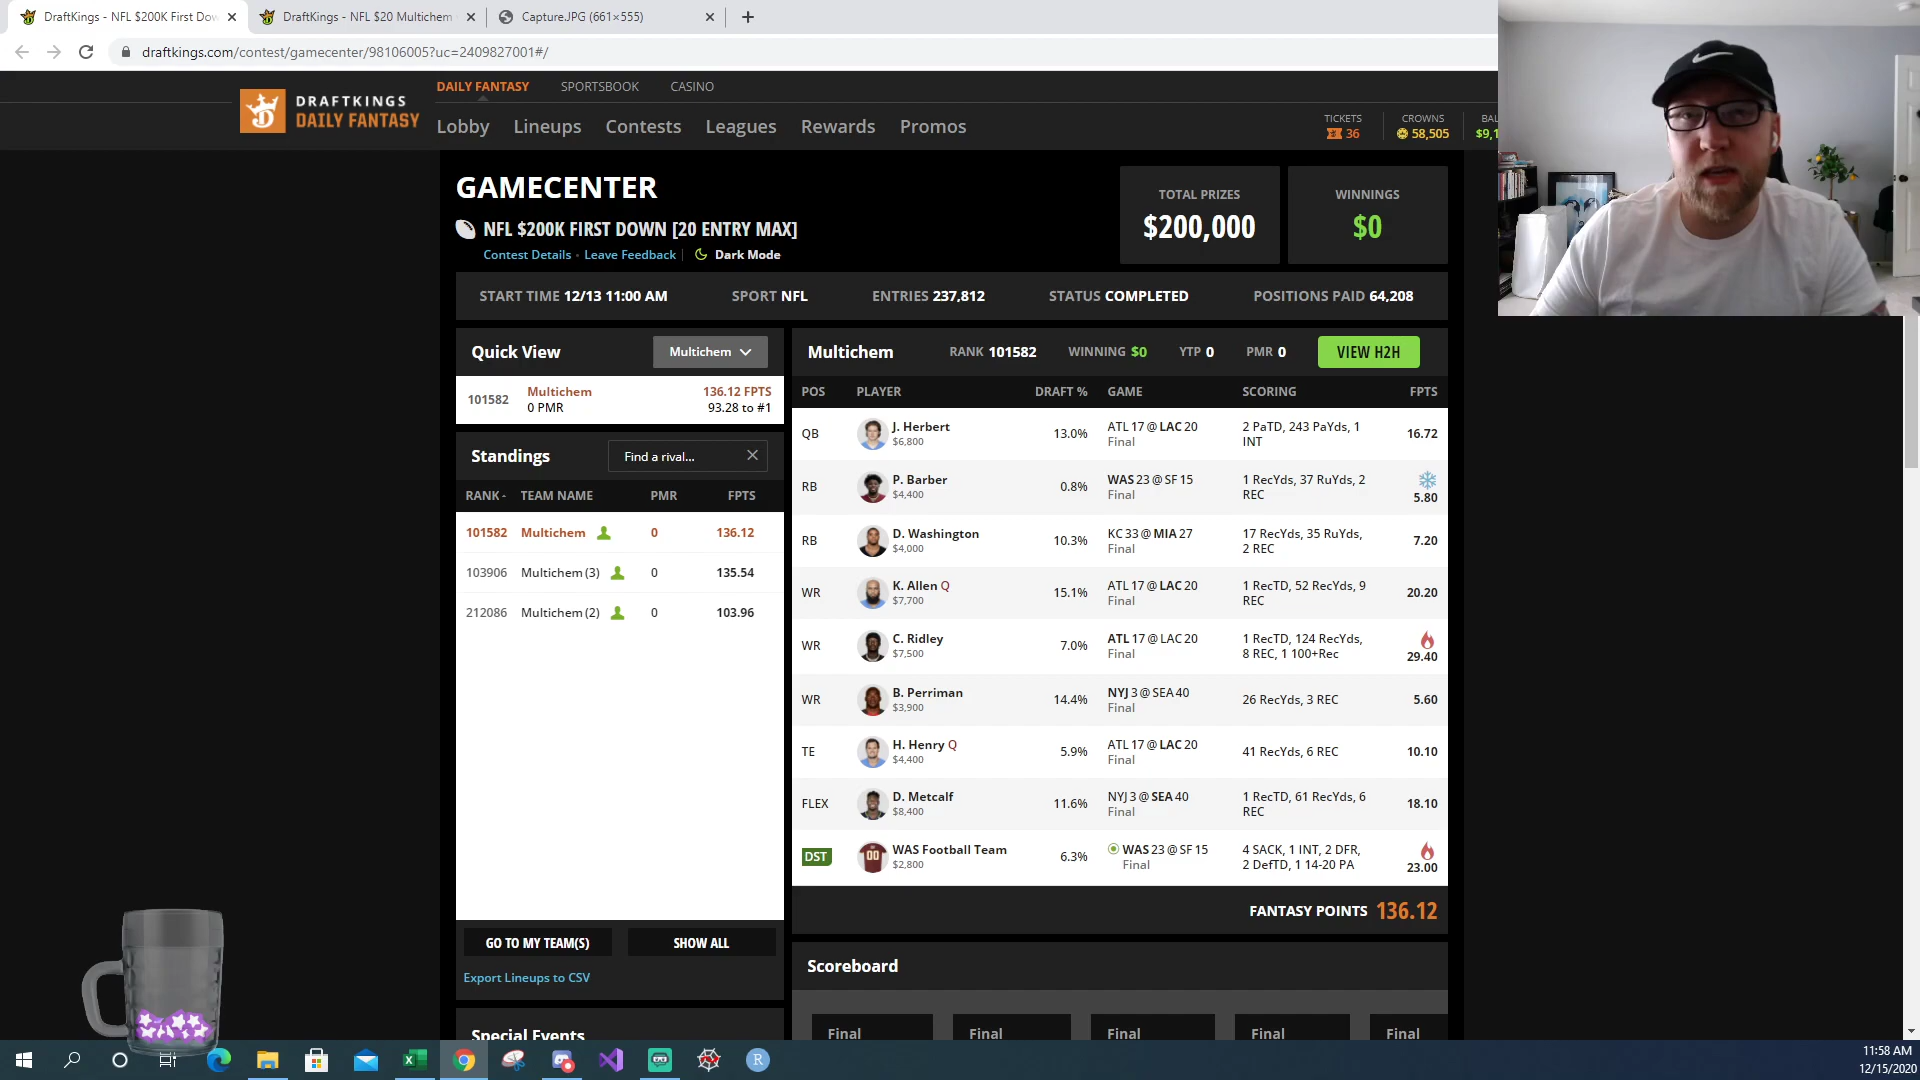 DraftKings - NFL $200K First Dow
DraftKings - NFL $20 Multichem
Capture.JPG (661×555)
draftkings.com/contest/gamecenter/98106005?uc=2409827001#/
DRAFTKINGS
DAILY FANTASY
DAILY FANTASY SPORTSBOOK CASINO
Lobby Lineups Contests Leagues Rewards Promos
TICKETS CROWNS BAL
36 58,505 $9,1
GAMECENTER
NFL $200K FIRST DOWN [20 ENTRY MAX]
Contest Details • Leave Feedback | Dark Mode
TOTAL PRIZES
$200,000
WINNINGS
$0
START TIME 12/13 11:00 AM SPORT NFL ENTRIES 237,812 STATUS COMPLETED POSITIONS PAID 64,208
Quick View Multichem
101582 Multichem 136.12 FPTS
0 PMR 93.28 to #1
Standings Find a rival...
RANK TEAM NAME PMR FPTS
101582 Multichem 0 136.12
103906 Multichem (3) 0 135.54
212086 Multichem (2) 0 103.96
GO TO MY TEAM(S) SHOW ALL
Export Lineups to CSV
Special Events
Multichem RANK 101582 WINNING $0 YTP 0 PMR 0 VIEW H2H
POS PLAYER DRAFT % GAME SCORING FPTS
QB J. Herbert $6,800 13.0% ATL 17 @ LAC 20 Final 2 PaTD, 243 PaYds, 1 INT 16.72
RB P. Barber $4,400 0.8% WAS 23 @ SF 15 Final 1 RecYds, 37 RuYds, 2 REC 5.80
RB D. Washington $4,000 10.3% KC 33 @ MIA 27 Final 17 RecYds, 35 RuYds, 2 REC 7.20
WR K. Allen Q $7,700 15.1% ATL 17 @ LAC 20 Final 1 RecTD, 52 RecYds, 9 REC 20.20
WR C. Ridley $7,500 7.0% ATL 17 @ LAC 20 Final 1 RecTD, 124 RecYds, 8 REC, 1 100+Rec 29.40
WR B. Perriman $3,900 14.4% NYJ 3 @ SEA 40 Final 26 RecYds, 3 REC 5.60
TE H. Henry Q $4,400 5.9% ATL 17 @ LAC 20 Final 41 RecYds, 6 REC 10.10
FLEX D. Metcalf $8,400 11.6% NYJ 3 @ SEA 40 Final 1 RecTD, 61 RecYds, 6 REC 18.10
DST WAS Football Team $2,800 6.3% WAS 23 @ SF 15 Final 4 SACK, 1 INT, 2 DFR, 2 DefTD, 1 14-20 PA 23.00
FANTASY POINTS 136.12
Scoreboard
Final Final Final Final Final
11:58 AM
12/15/2020